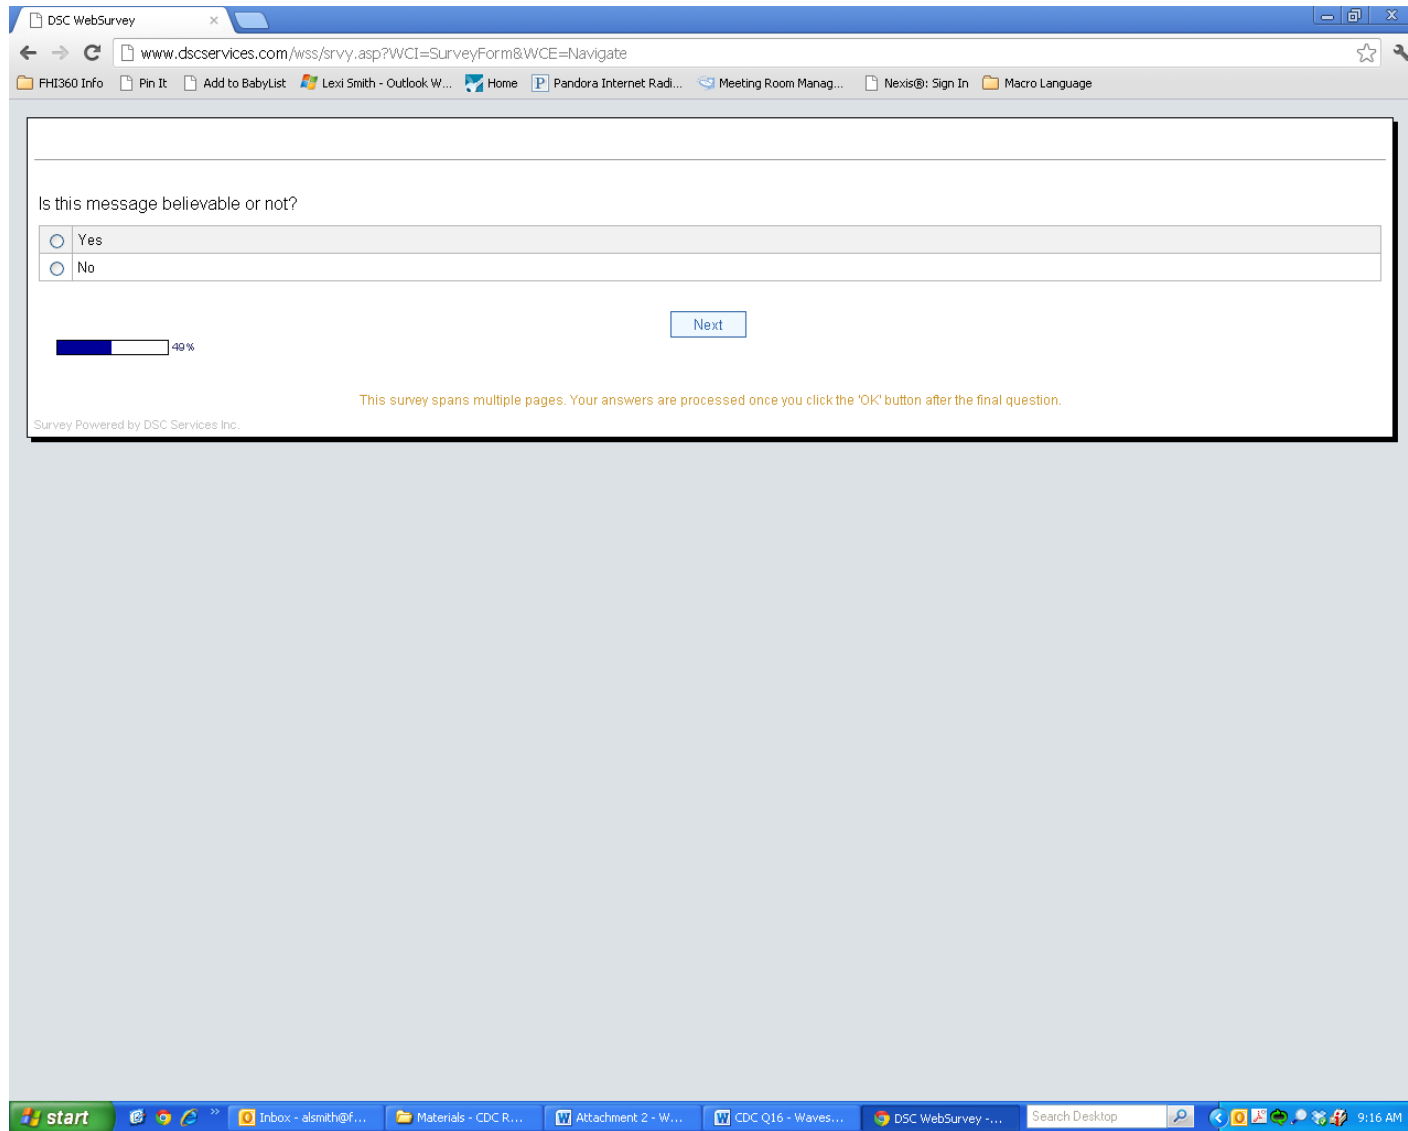 DSC WebSurvey
www.dscservices.com/wss/srvy.asp?WCI=SurveyForm&WCE=Navigate
FHI360 Info Pin It Add to BabyList Lexi Smith - Outlook W... Home Pandora Internet Radi... Meeting Room Manag... Nexis®: Sign In Macro Language
Is this message believable or not?
Yes
No
Next
49%
This survey spans multiple pages. Your answers are processed once you click the 'OK' button after the final question.
Survey Powered by DSC Services Inc.
start Inbox - alsmith@f... Materials - CDC R... Attachment 2 - W... CDC Q16 - Waves... DSC WebSurvey -... Search Desktop 9:16 AM